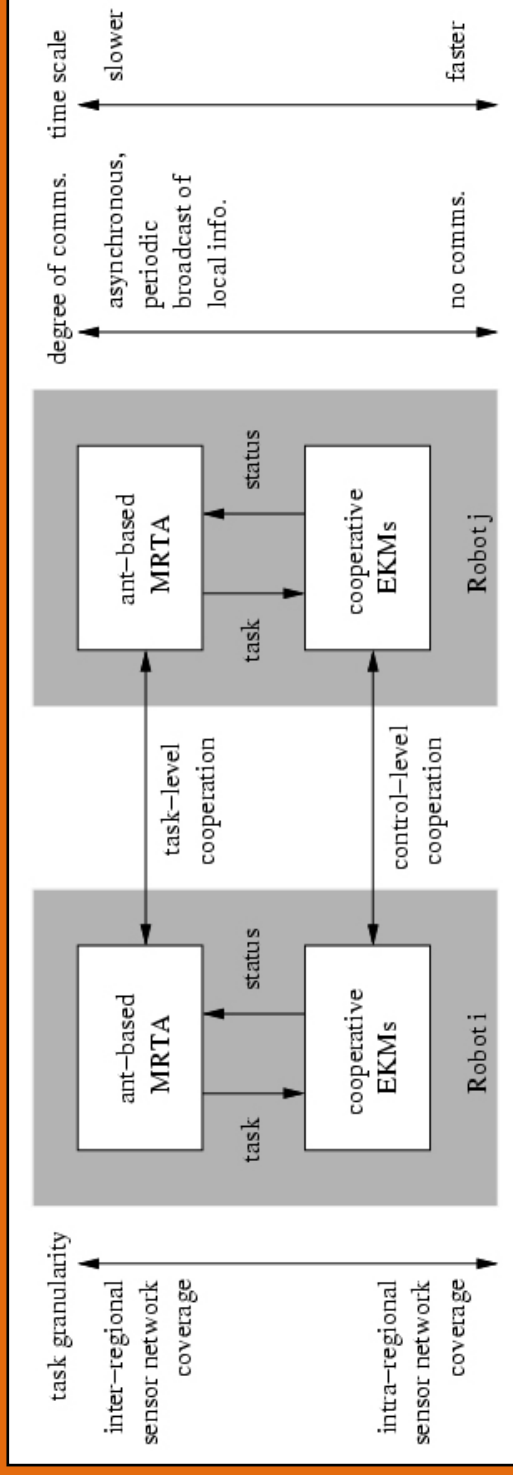 task granularity
inter-regional
sensor network
coverage
intra-regional
sensor network
coverage
ant-based
MRTA
task
status
cooperative
EKMs
Robot i
task-level
cooperation
control-level
cooperation
ant-based
MRTA
task
status
cooperative
EKMs
Robot j
degree of comms.
asynchronous,
periodic
broadcast of
local info.
no comms.
time scale
slower
faster